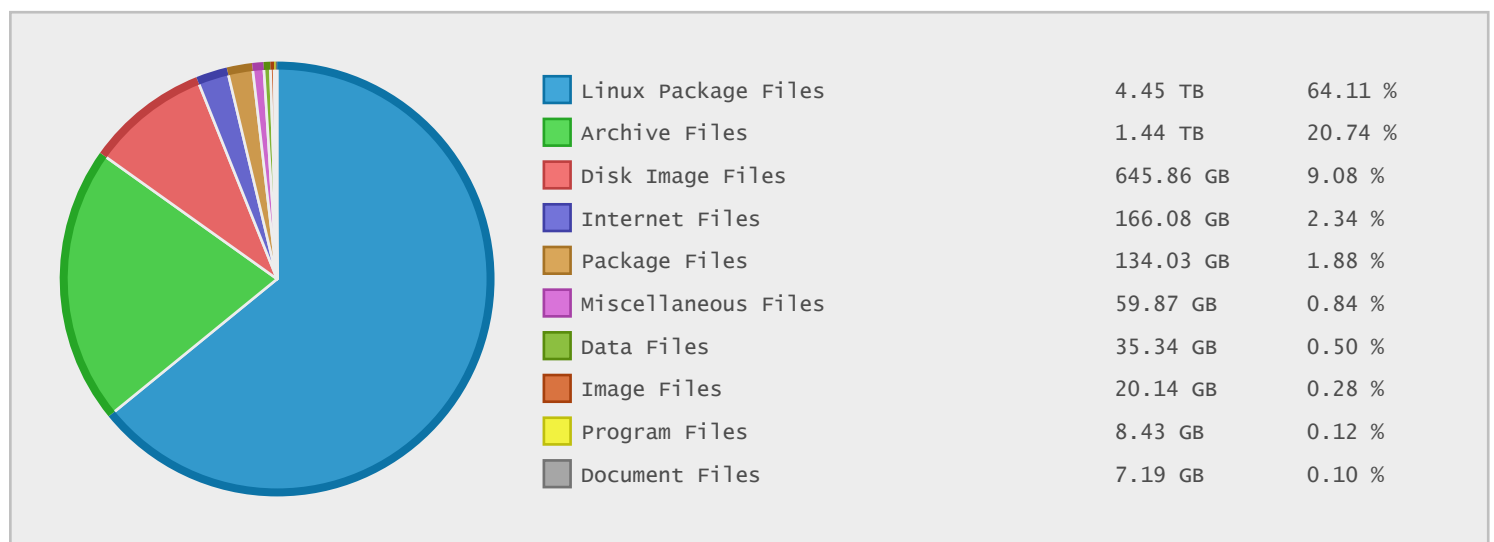 Linux Package Files 4.45 TB 64.11 %
Archive Files 1.44 TB 20.74 %
Disk Image Files 645.86 GB 9.08 %
Internet Files 166.08 GB 2.34 %
Package Files 134.03 GB 1.88 %
Miscellaneous Files 59.87 GB 0.84 %
Data Files 35.34 GB 0.50 %
Image Files 20.14 GB 0.28 %
Program Files 8.43 GB 0.12 %
Document Files 7.19 GB 0.10 %